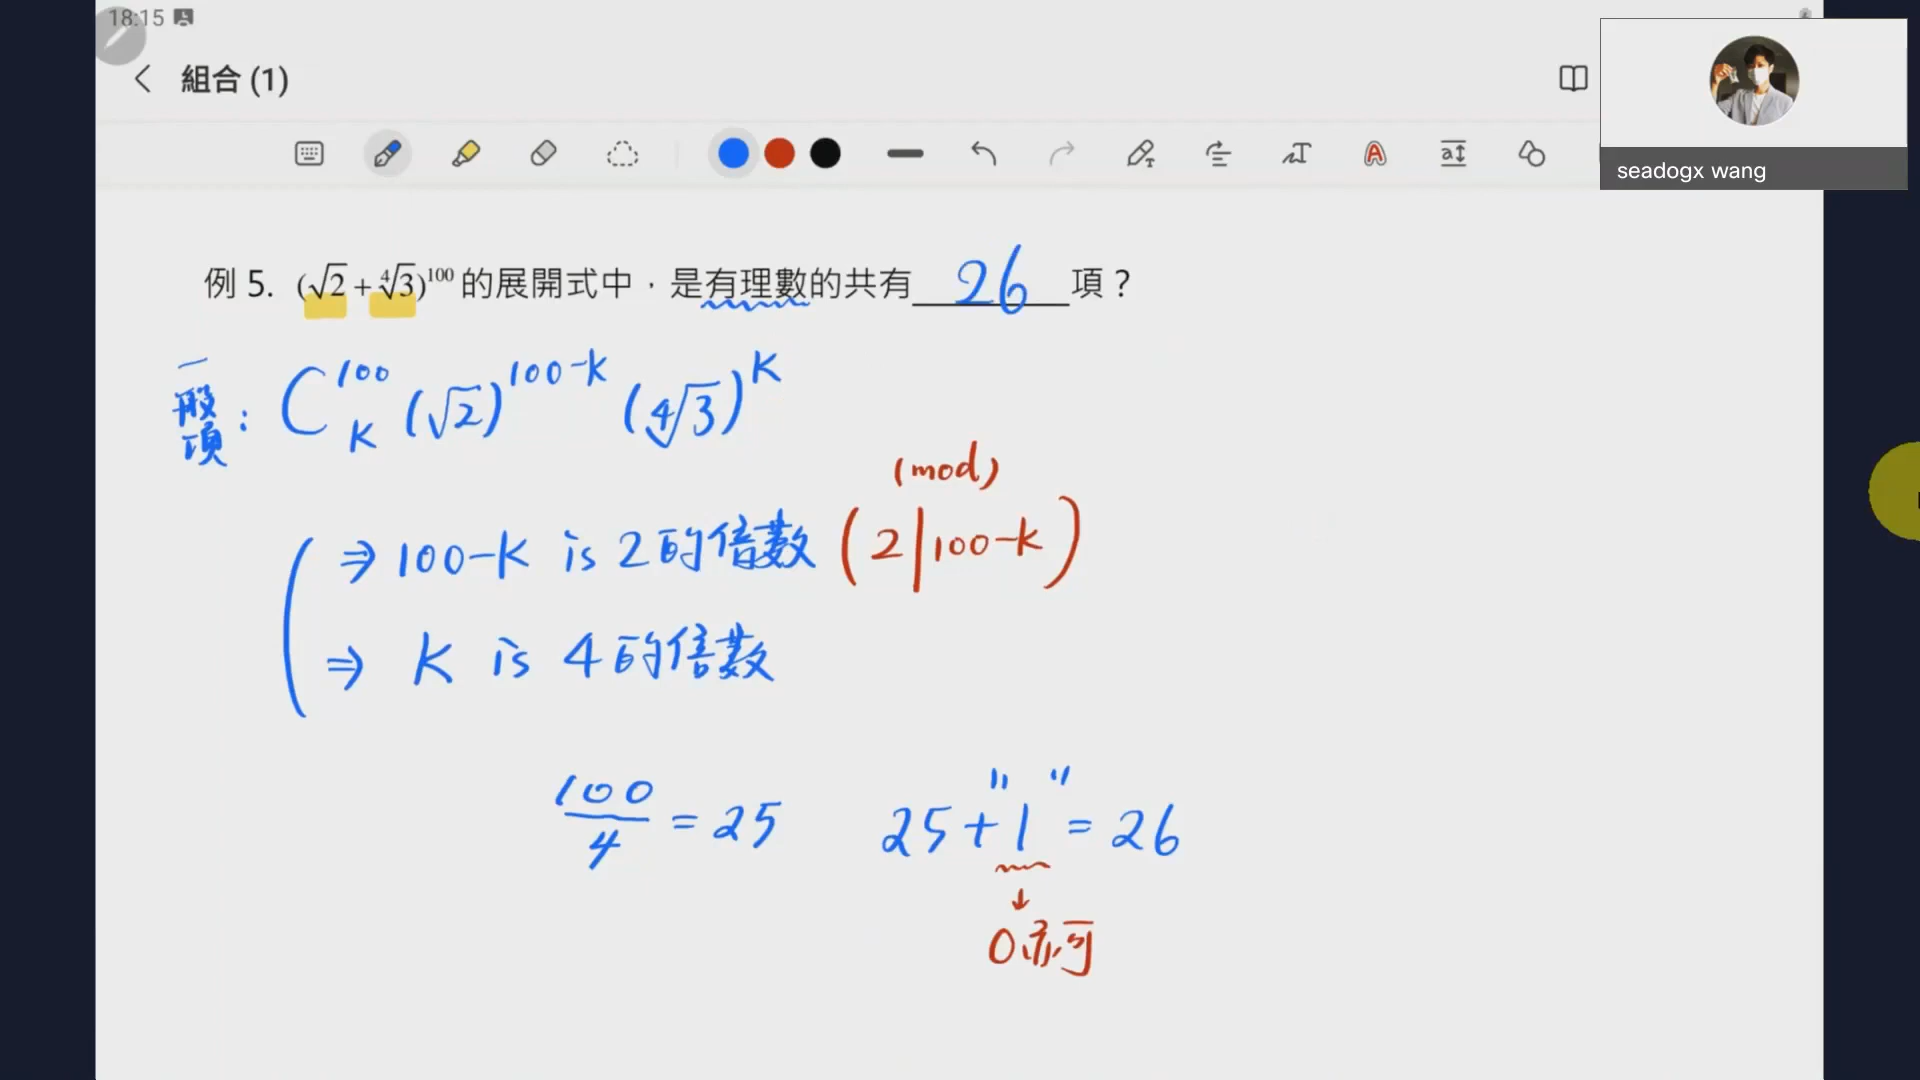 18:15
組合 (1)
seadogx wang
例 5. (√2 + ∜3)¹⁰⁰ 的展開式中，是有理數的共有 26 項？
一般項 : C¹⁰⁰ₖ (√2)¹⁰⁰⁻ᵏ (∜3)ᴷ
(mod)
⇒ 100-K is 2的倍數 (2|100-k)
⇒ K is 4的倍數
100/4 = 25 25+"1" = 26
↓
0亦可